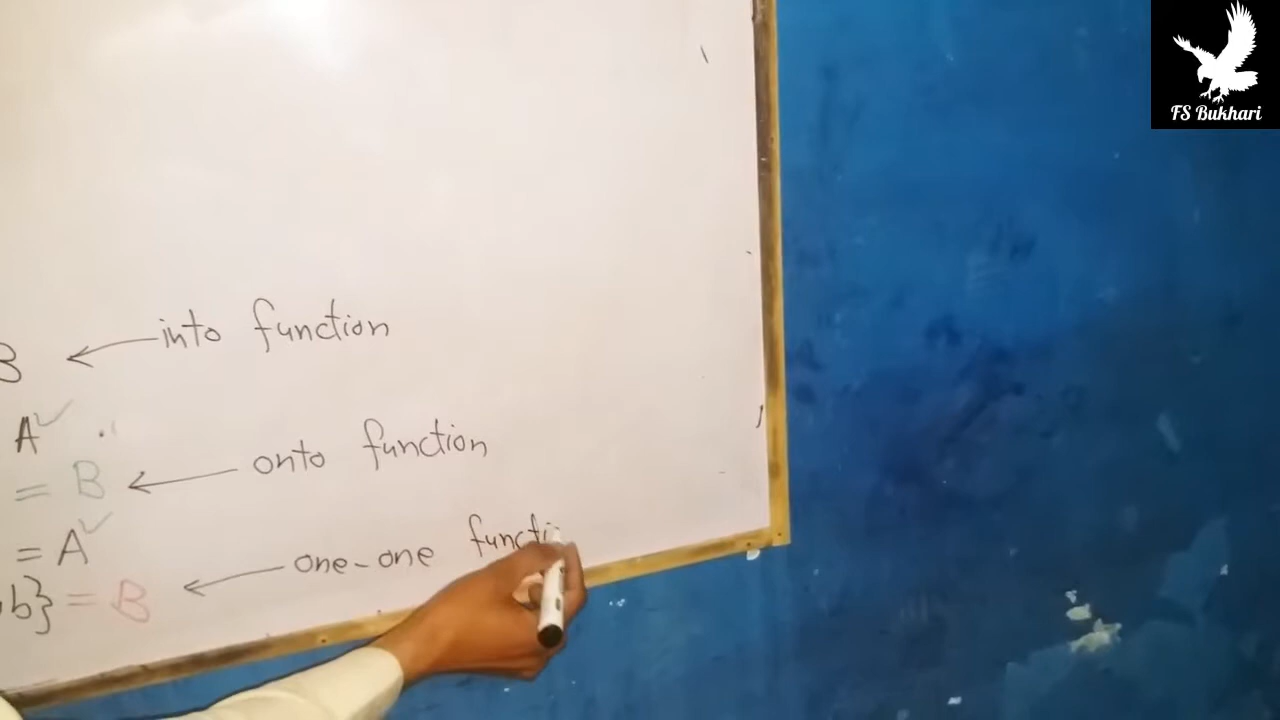 FS Bukhari
B ← into function
A ✓
= B ← onto function
= A ✓
b} = B ← one-one functi